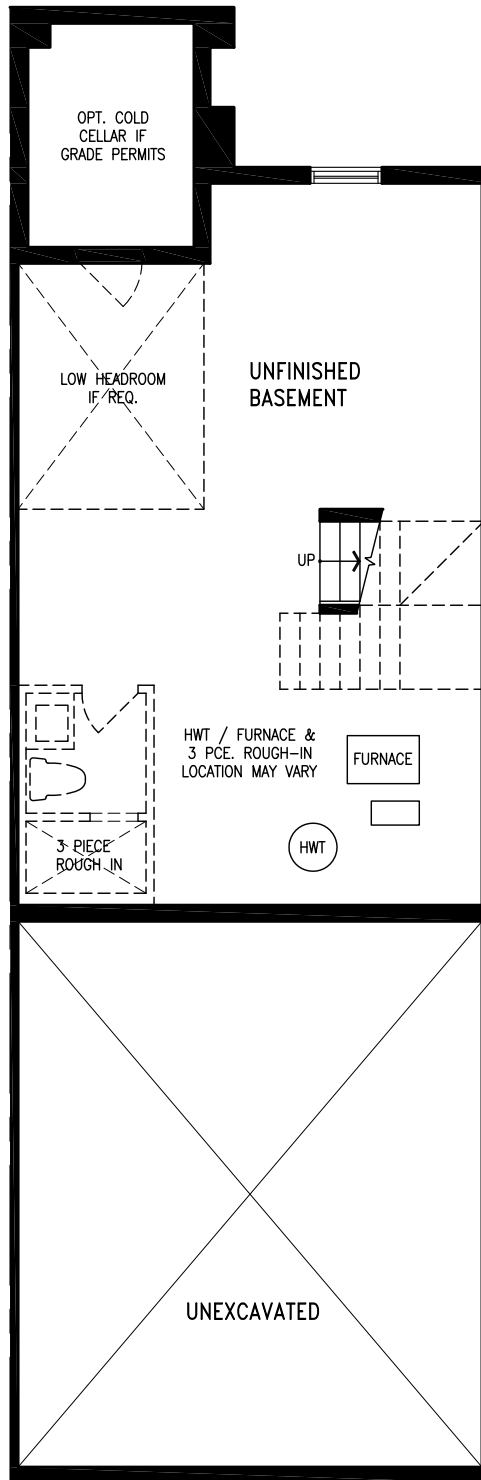 OPT. COLD
CELLAR IF
GRADE PERMITS
LOW HEADROOM
IF REQ.
UNFINISHED
BASEMENT
UP
HWT / FURNACE &
3 PCE. ROUGH-IN
LOCATION MAY VARY
FURNACE
HWT
3 PIECE
ROUGH IN
UNEXCAVATED